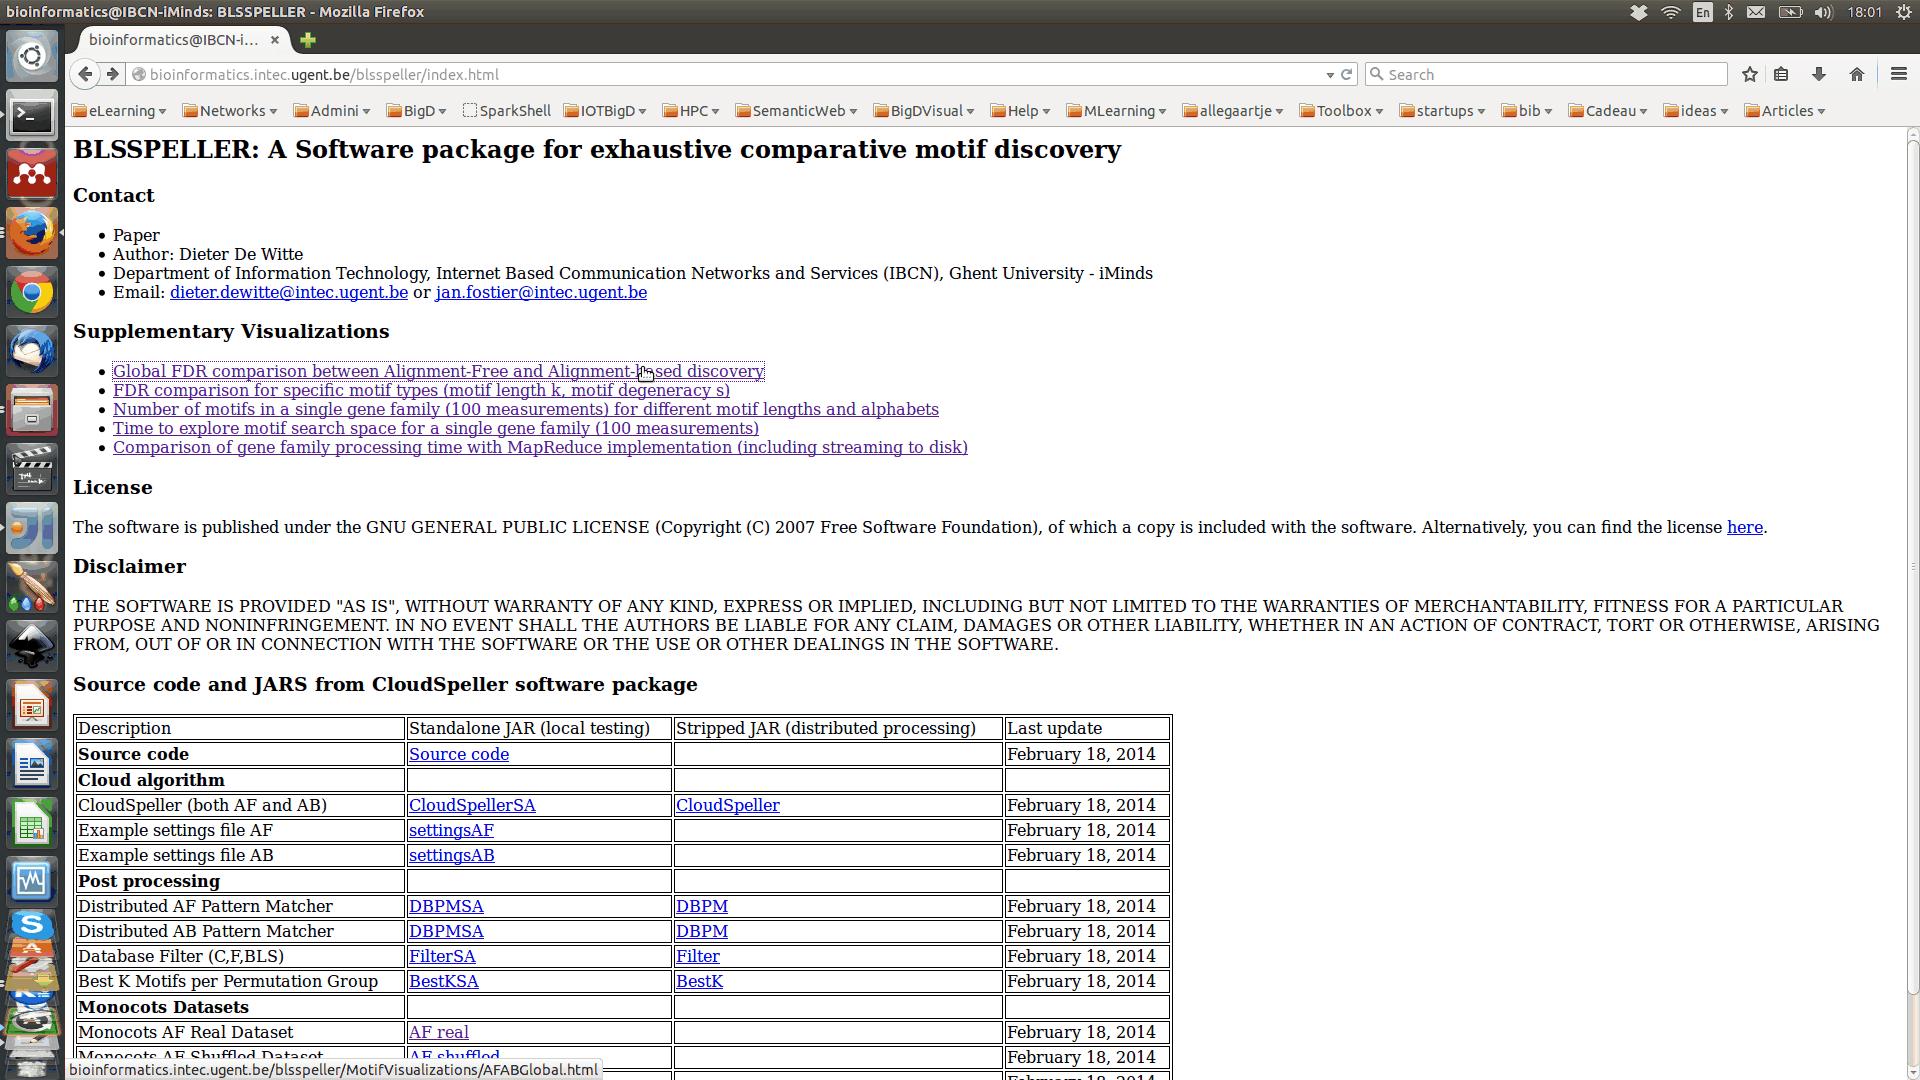 bioinformatics@IBCN-iMinds: BLSSPELLER - Mozilla Firefox
En
18:01
bioinformatics@IBCN-i...
bioinformatics.intec.ugent.be/blsspeller/index.html
Search
eLearning
Networks
Admini
BigD
SparkShell
IOTBigD
HPC
SemanticWeb
BigDVisual
Help
MLearning
allegaartje
Toolbox
startups
bib
Cadeau
ideas
Articles
BLSSPELLER: A Software package for exhaustive comparative motif discovery
Contact
Paper
Author: Dieter De Witte
Department of Information Technology, Internet Based Communication Networks and Services (IBCN), Ghent University - iMinds
Email: dieter.dewitte@intec.ugent.be or jan.fostier@intec.ugent.be
Supplementary Visualizations
Global FDR comparison between Alignment-Free and Alignment-based discovery
FDR comparison for specific motif types (motif length k, motif degeneracy s)
Number of motifs in a single gene family (100 measurements) for different motif lengths and alphabets
Time to explore motif search space for a single gene family (100 measurements)
Comparison of gene family processing time with MapReduce implementation (including streaming to disk)
License
The software is published under the GNU GENERAL PUBLIC LICENSE (Copyright (C) 2007 Free Software Foundation), of which a copy is included with the software. Alternatively, you can find the license here.
Disclaimer
THE SOFTWARE IS PROVIDED "AS IS", WITHOUT WARRANTY OF ANY KIND, EXPRESS OR IMPLIED, INCLUDING BUT NOT LIMITED TO THE WARRANTIES OF MERCHANTABILITY, FITNESS FOR A PARTICULAR
PURPOSE AND NONINFRINGEMENT. IN NO EVENT SHALL THE AUTHORS BE LIABLE FOR ANY CLAIM, DAMAGES OR OTHER LIABILITY, WHETHER IN AN ACTION OF CONTRACT, TORT OR OTHERWISE, ARISING
FROM, OUT OF OR IN CONNECTION WITH THE SOFTWARE OR THE USE OR OTHER DEALINGS IN THE SOFTWARE.
Source code and JARS from CloudSpeller software package
Description Standalone JAR (local testing) Stripped JAR (distributed processing) Last update
Source code Source code February 18, 2014
Cloud algorithm
CloudSpeller (both AF and AB) CloudSpellerSA CloudSpeller February 18, 2014
Example settings file AF settingsAF February 18, 2014
Example settings file AB settingsAB February 18, 2014
Post processing
Distributed AF Pattern Matcher DBPMSA DBPM February 18, 2014
Distributed AB Pattern Matcher DBPMSA DBPM February 18, 2014
Database Filter (C,F,BLS) FilterSA Filter February 18, 2014
Best K Motifs per Permutation Group BestKSA BestK February 18, 2014
Monocots Datasets
Monocots AF Real Dataset AF real February 18, 2014
Monocots AF Shuffled Dataset AF shuffled February 18, 2014
bioinformatics.intec.ugent.be/blsspeller/MotifVisualizations/AFABGlobal.html